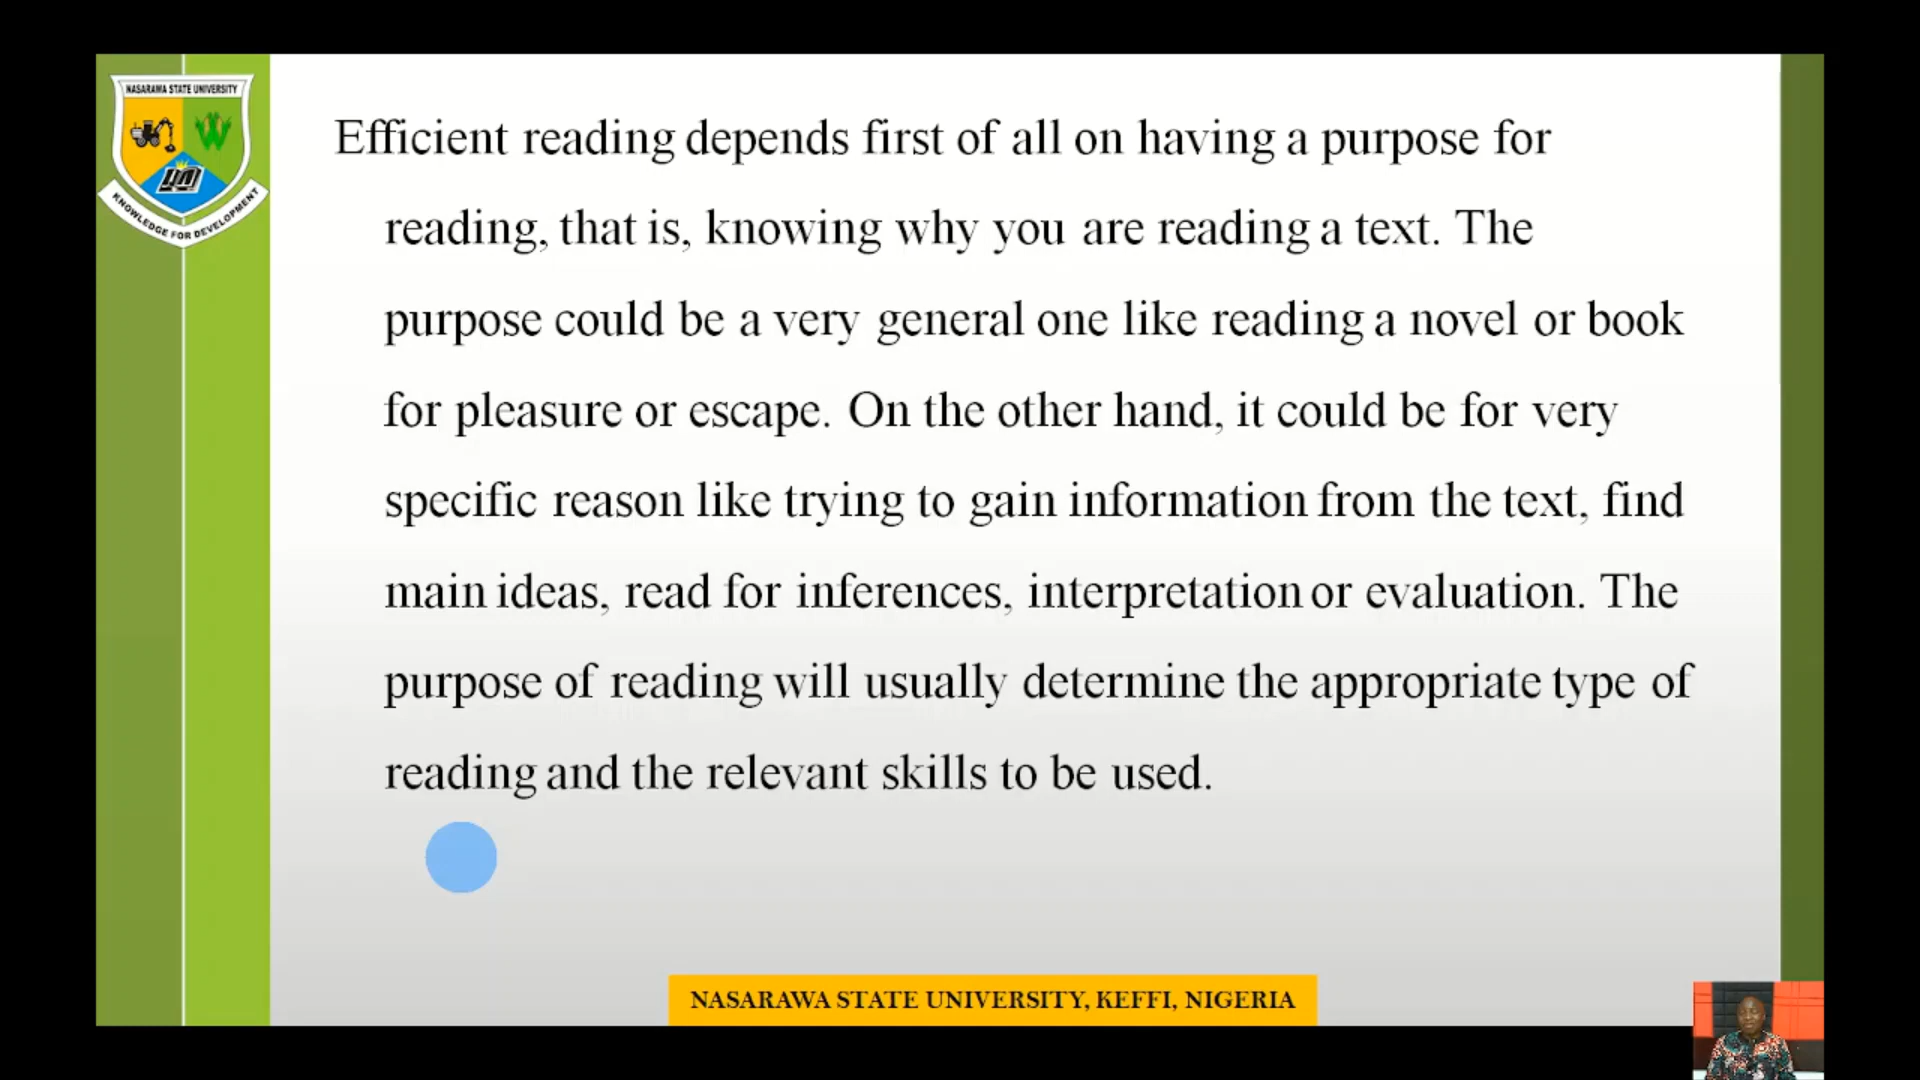 NASARAWA STATE UNIVERSITY
KNOWLEDGE FOR DEVELOPMENT
Efficient reading depends first of all on having a purpose for
reading, that is, knowing why you are reading a text. The
purpose could be a very general one like reading a novel or book
for pleasure or escape. On the other hand, it could be for very
specific reason like trying to gain information from the text, find
main ideas, read for inferences, interpretation or evaluation. The
purpose of reading will usually determine the appropriate type of
reading and the relevant skills to be used.
NASARAWA STATE UNIVERSITY, KEFFI, NIGERIA